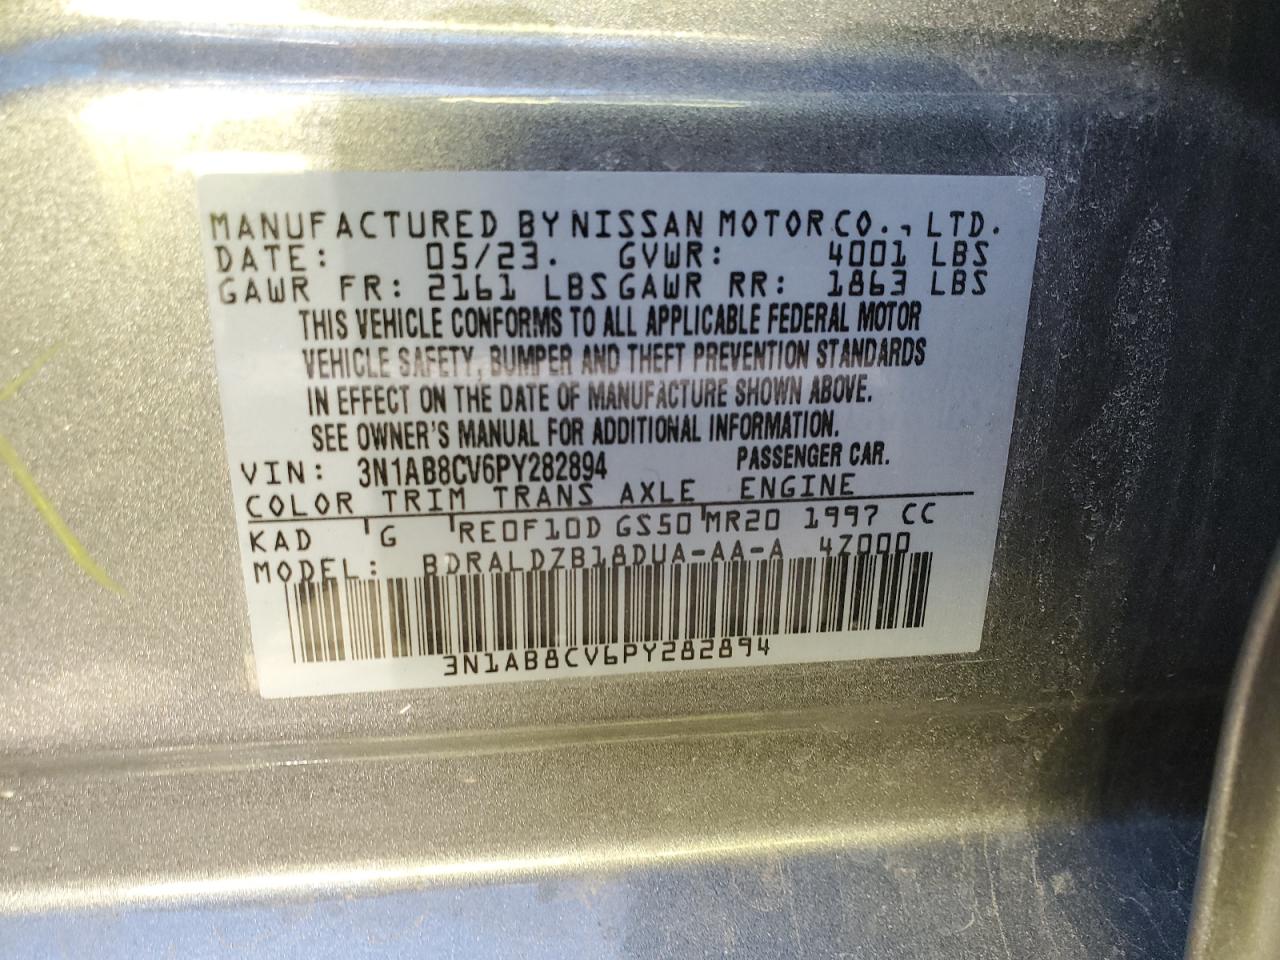 MANUFACTURED BY NISSAN MOTOR CO., LTD.
DATE: 05/23. GVWR: 4001 LBS
GAWR FR: 2161 LBS GAWR RR: 1863 LBS
THIS VEHICLE CONFORMS TO ALL APPLICABLE FEDERAL MOTOR
VEHICLE SAFETY, BUMPER AND THEFT PREVENTION STANDARDS
IN EFFECT ON THE DATE OF MANUFACTURE SHOWN ABOVE.
SEE OWNER'S MANUAL FOR ADDITIONAL INFORMATION.
VIN: 3N1AB8CV6PY282894 PASSENGER CAR.
COLOR TRIM TRANS AXLE ENGINE
KAD G RE0F10D GS50 MR20 1997 CC
MODEL: BDRALDZB18DUA-AA-A 4Z000
3N1AB8CV6PY282894